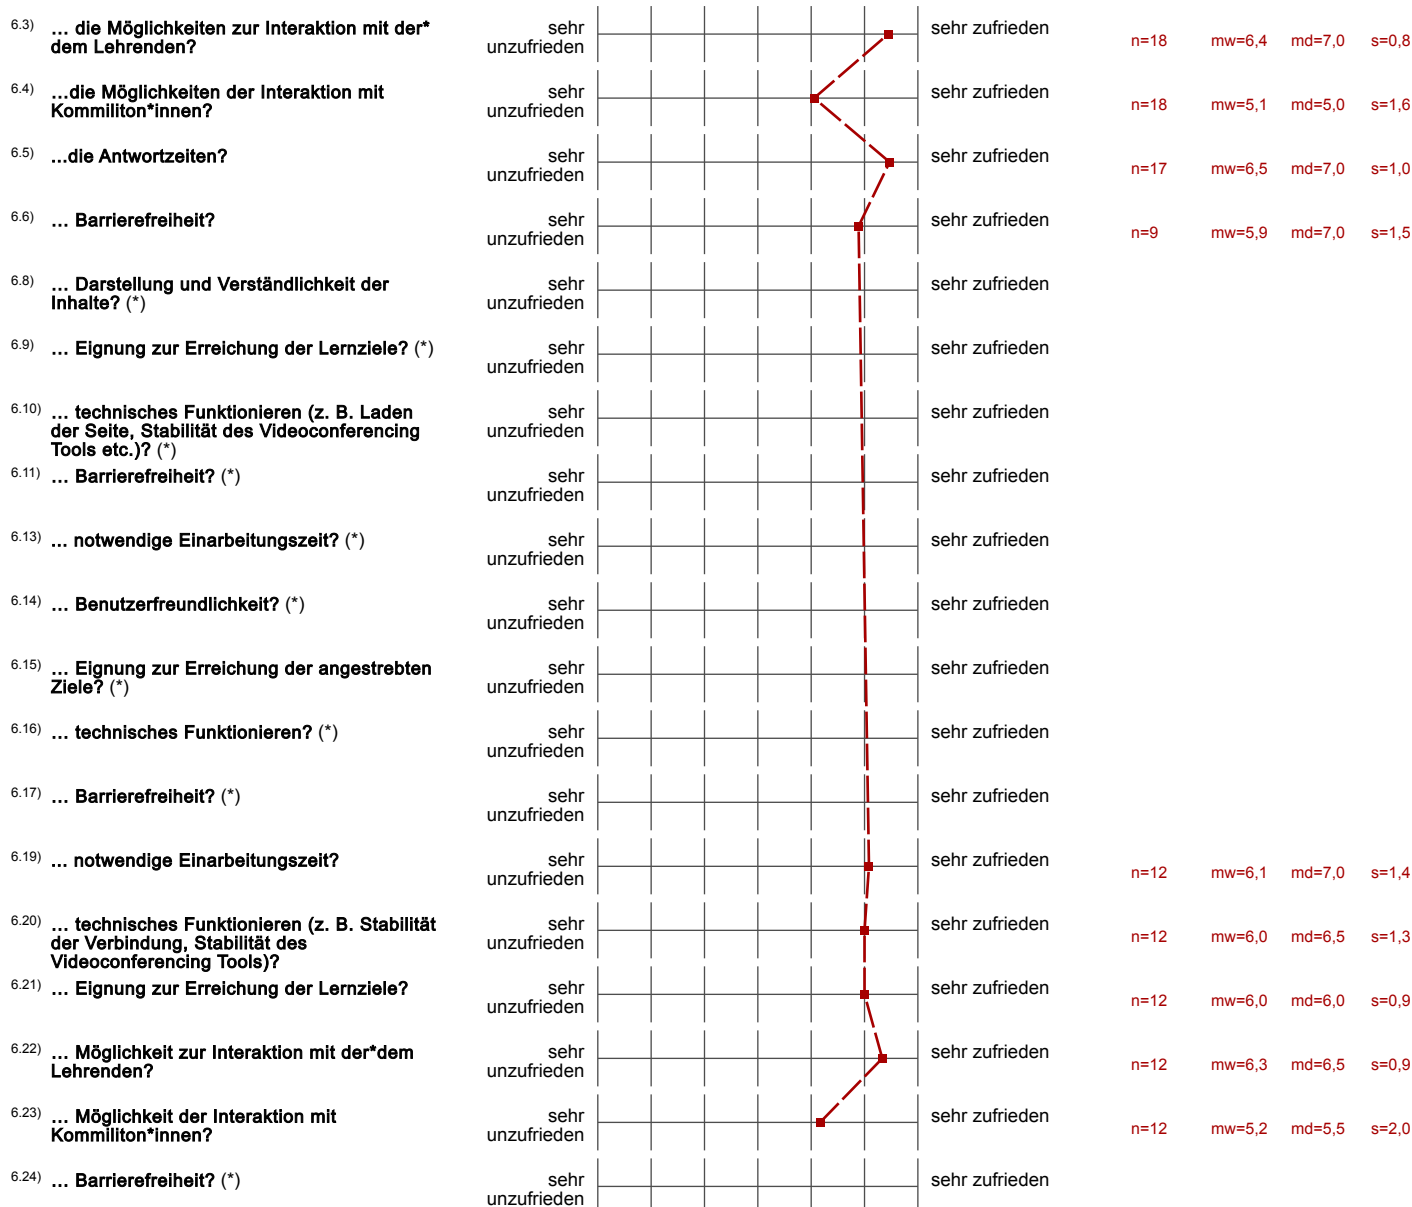 6.3) ... die Möglichkeiten zur Interaktion mit der* sehr sehr zufrieden
dem Lehrenden? unzufrieden n=18 mw=6,4 md=7,0 s=0,8
6.4) ...die Möglichkeiten der Interaktion mit sehr sehr zufrieden
Kommiliton*innen? unzufrieden n=18 mw=5,1 md=5,0 s=1,6
6.5) ...die Antwortzeiten? sehr sehr zufrieden
unzufrieden n=17 mw=6,5 md=7,0 s=1,0
6.6) ... Barrierefreiheit? sehr sehr zufrieden
unzufrieden n=9 mw=5,9 md=7,0 s=1,5
6.8) ... Darstellung und Verständlichkeit der sehr sehr zufrieden
Inhalte? (*) unzufrieden
6.9) ... Eignung zur Erreichung der Lernziele? (*) sehr sehr zufrieden
unzufrieden
6.10) ... technisches Funktionieren (z. B. Laden sehr sehr zufrieden
der Seite, Stabilität des Videoconferencing unzufrieden
Tools etc.)? (*)
6.11) ... Barrierefreiheit? (*) sehr sehr zufrieden
unzufrieden
6.13) ... notwendige Einarbeitungszeit? (*) sehr sehr zufrieden
unzufrieden
6.14) ... Benutzerfreundlichkeit? (*) sehr sehr zufrieden
unzufrieden
6.15) ... Eignung zur Erreichung der angestrebten sehr sehr zufrieden
Ziele? (*) unzufrieden
6.16) ... technisches Funktionieren? (*) sehr sehr zufrieden
unzufrieden
6.17) ... Barrierefreiheit? (*) sehr sehr zufrieden
unzufrieden
6.19) ... notwendige Einarbeitungszeit? sehr sehr zufrieden
unzufrieden n=12 mw=6,1 md=7,0 s=1,4
6.20) ... technisches Funktionieren (z. B. Stabilität sehr sehr zufrieden
der Verbindung, Stabilität des unzufrieden n=12 mw=6,0 md=6,5 s=1,3
Videoconferencing Tools)?
6.21) ... Eignung zur Erreichung der Lernziele? sehr sehr zufrieden
unzufrieden n=12 mw=6,0 md=6,0 s=0,9
6.22) ... Möglichkeit zur Interaktion mit der*dem sehr sehr zufrieden
Lehrenden? unzufrieden n=12 mw=6,3 md=6,5 s=0,9
6.23) ... Möglichkeit der Interaktion mit sehr sehr zufrieden
Kommiliton*innen? unzufrieden n=12 mw=5,2 md=5,5 s=2,0
6.24) ... Barrierefreiheit? (*) sehr sehr zufrieden
unzufrieden